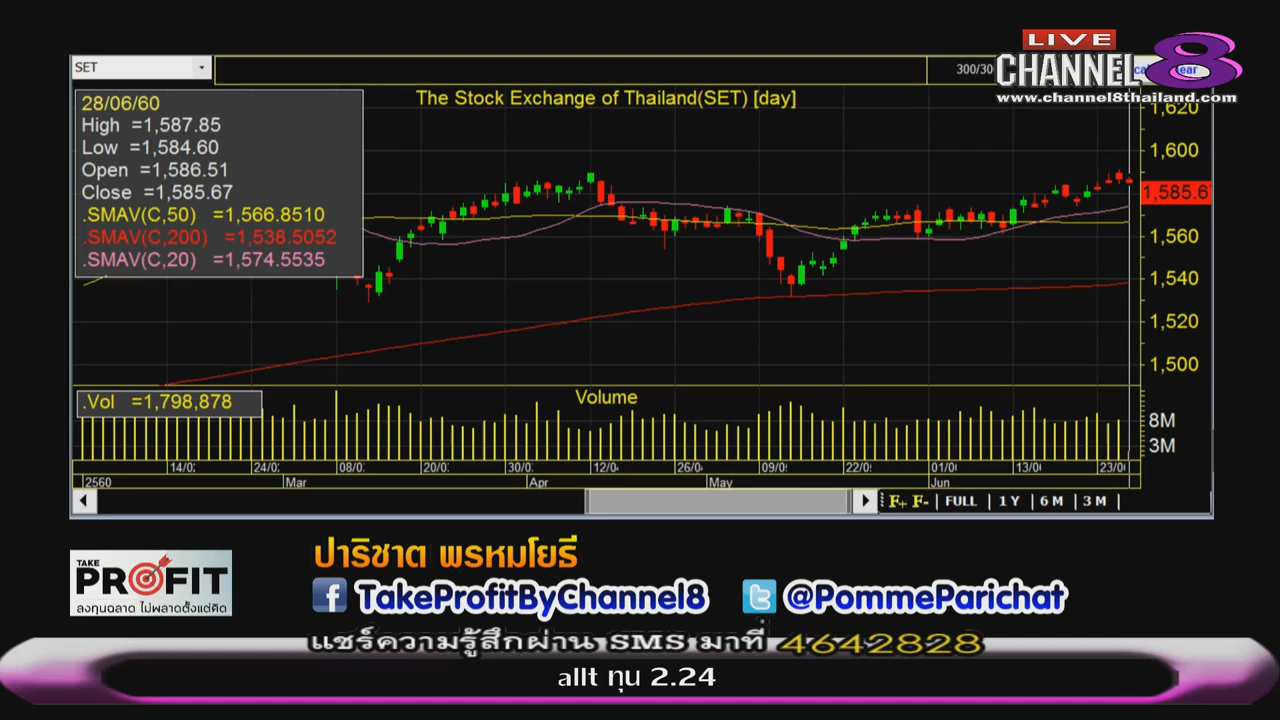 LIVE
CHANNEL 8
www.channel8thailand.com
SET
300/30
The Stock Exchange of Thailand(SET) [day]
28/06/60
High =1,587.85
Low =1,584.60
Open =1,586.51
Close =1,585.67
.SMAV(C,50) =1,566.8510
.SMAV(C,200) =1,538.5052
.SMAV(C,20) =1,574.5535
1,620
1,600
1,585.67
1,560
1,540
1,520
1,500
.Vol =1,798,878
Volume
8M
3M
14/0 24/0 08/0 20/0 30/0 12/0 26/0 09/0 22/0 01/0 13/0 23/0
2560 Mar Apr May Jun
F+ F- | FULL | 1 Y | 6 M | 3 M |
TAKE
PROFIT
ลงทุนฉลาด ไม่พลาดตั้งแต่คิด
ปาริชาต พรหมโยธี
TakeProfitByChannel8 @PommeParichat
แชร์ความรู้สึกผ่าน SMS มาที่ 4642828
allt ทุน 2.24